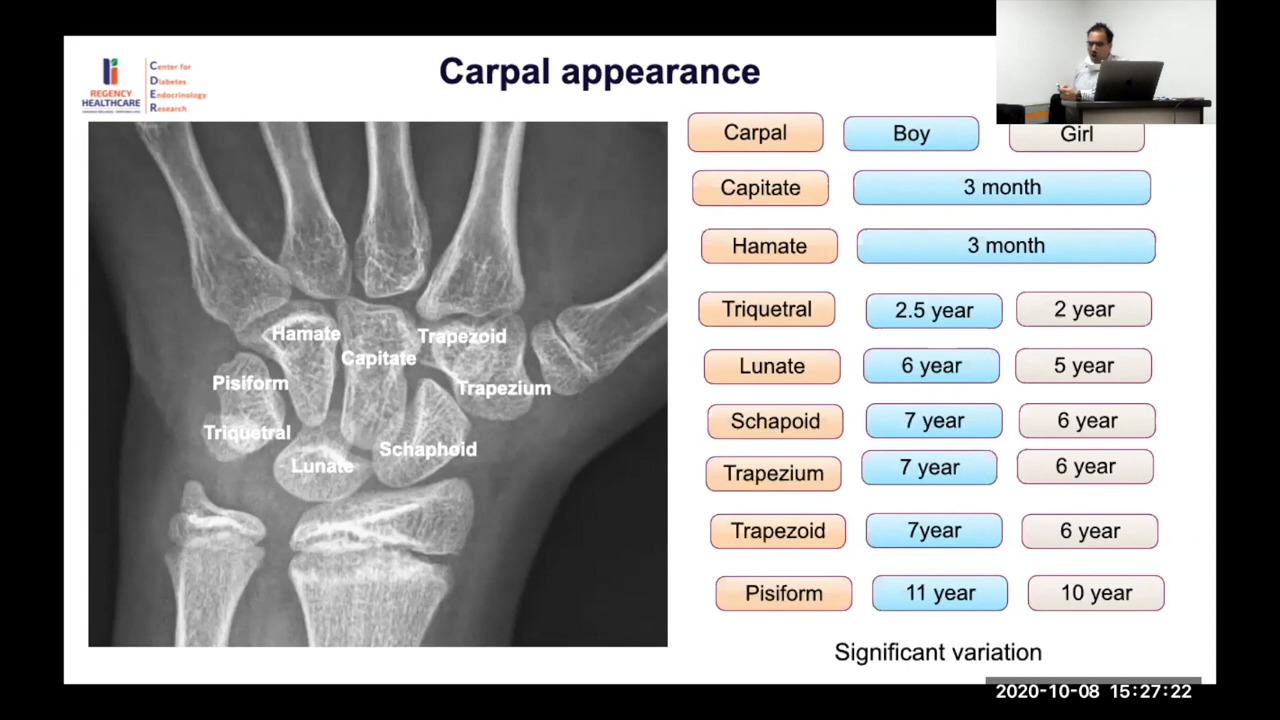 Carpal appearance
REGENCY
HEALTHCARE
Center for
Diabetes
Endocrinology
Research
Hamate
Trapezoid
Capitate
Pisiform
Trapezium
Triquetral
Schaphoid
Lunate
Carpal Boy Girl
Capitate 3 month
Hamate 3 month
Triquetral 2.5 year 2 year
Lunate 6 year 5 year
Schapoid 7 year 6 year
Trapezium 7 year 6 year
Trapezoid 7year 6 year
Pisiform 11 year 10 year
Significant variation
2020-10-08 15:27:22